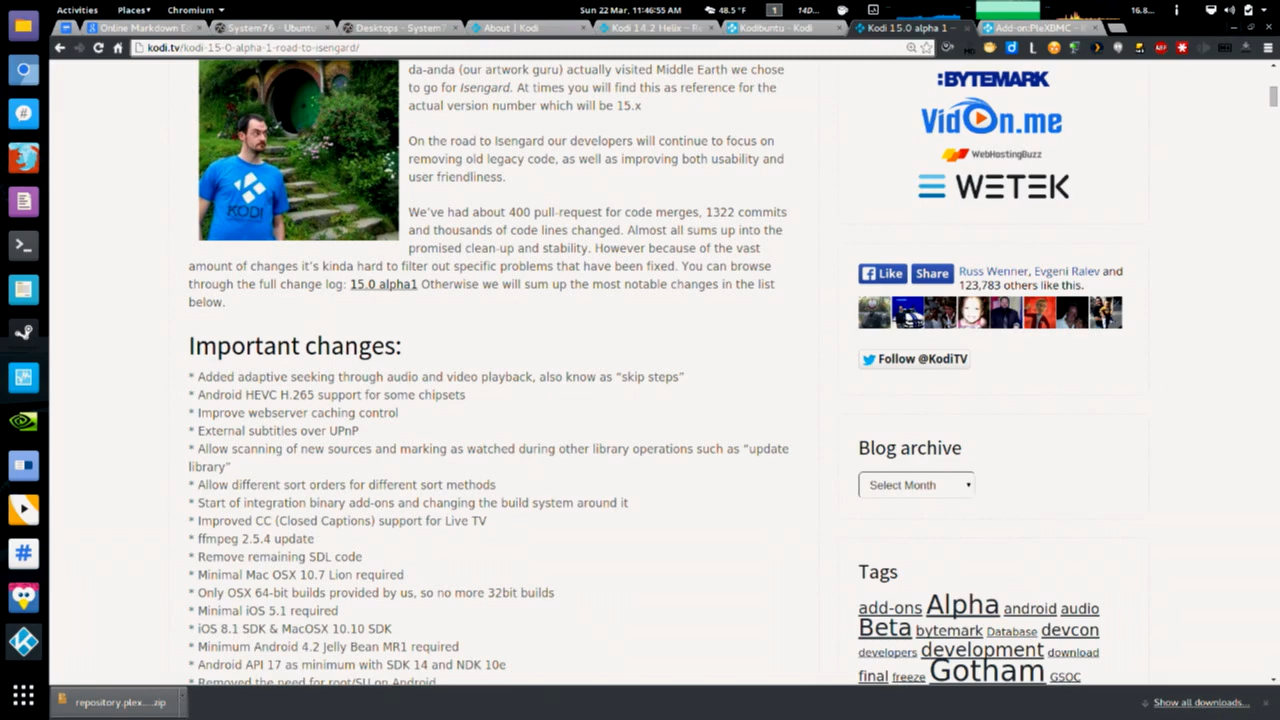 Activities
Places
Chromium
Sun 22 Mar, 11:46:55 AM
48.5 °F
1
14D...
16.8...
Online Markdown E
System76 - Ubuntu
Desktops - System7
About | Kodi
Kodi 14.2 Helix – R
Kodibuntu - Kodi
Kodi 15.0 alpha 1
Add-on:PleXBMC -
kodi.tv/kodi-15-0-alpha-1-road-to-isengard/
da-anda (our artwork guru) actually visited Middle Earth we chose
to go for Isengard. At times you will find this as reference for the
actual version number which will be 15.x
On the road to Isengard our developers will continue to focus on
removing old legacy code, as well as improving both usability and
user friendliness.
We've had about 400 pull-request for code merges, 1322 commits
and thousands of code lines changed. Almost all sums up into the
promised clean-up and stability. However because of the vast
amount of changes it's kinda hard to filter out specific problems that have been fixed. You can browse
through the full change log: 15.0 alpha1 Otherwise we will sum up the most notable changes in the list
below.
KODI
Important changes:
* Added adaptive seeking through audio and video playback, also know as “skip steps”
* Android HEVC H.265 support for some chipsets
* Improve webserver caching control
* External subtitles over UPnP
* Allow scanning of new sources and marking as watched during other library operations such as “update
library”
* Allow different sort orders for different sort methods
* Start of integration binary add-ons and changing the build system around it
* Improved CC (Closed Captions) support for Live TV
* ffmpeg 2.5.4 update
* Remove remaining SDL code
* Minimal Mac OSX 10.7 Lion required
* Only OSX 64-bit builds provided by us, so no more 32bit builds
* Minimal iOS 5.1 required
* iOS 8.1 SDK & MacOSX 10.10 SDK
* Minimum Android 4.2 Jelly Bean MR1 required
* Android API 17 as minimum with SDK 14 and NDK 10e
* Removed the need for root/SU on Android
:BYTEMARK
VidOn.me
WebHostingBuzz
WETEK
Like
Share
Russ Wenner, Evgeni Ralev and
123,783 others like this.
Follow @KodiTV
Blog archive
Select Month
Tags
add-ons Alpha android audio
Beta bytemark Database devcon
developers development download
final freeze Gotham GSOC
repository.plex....zip
Show all downloads...